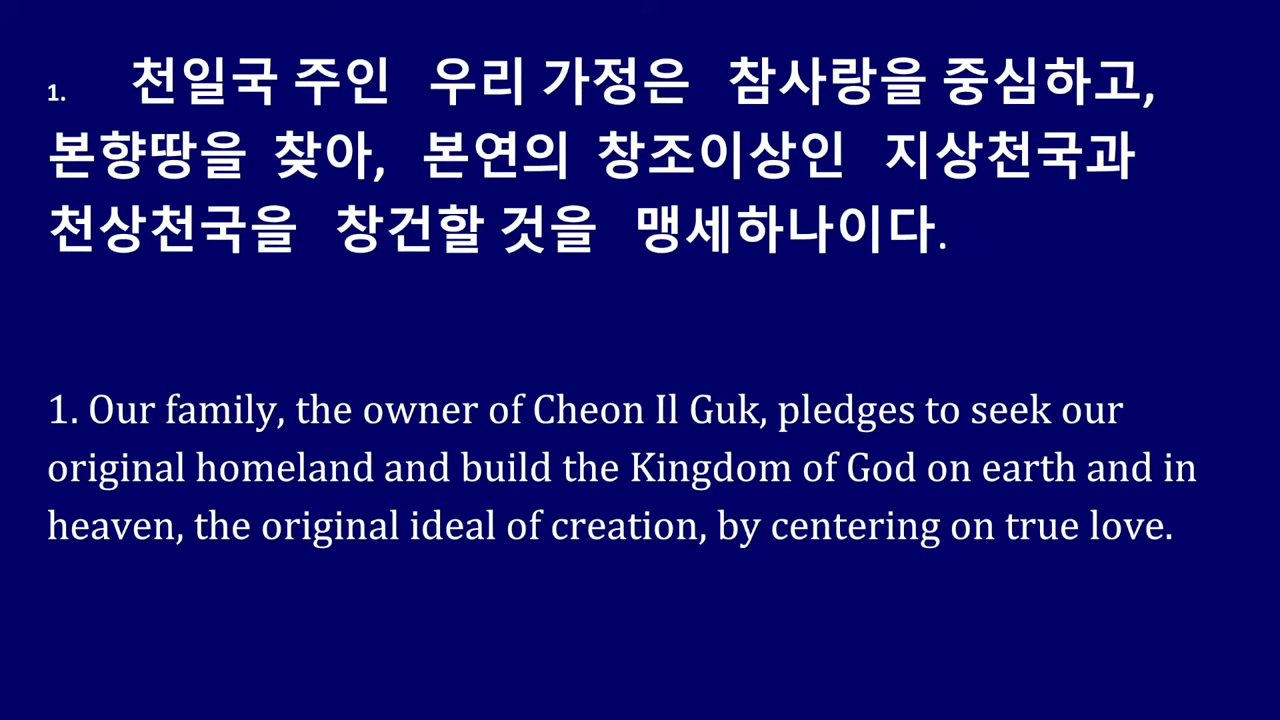 1. 천일국 주인 우리 가정은 참사랑을 중심하고,
본향땅을 찾아, 본연의 창조이상인 지상천국과
천상천국을 창건할 것을 맹세하나이다.
1. Our family, the owner of Cheon Il Guk, pledges to seek our
original homeland and build the Kingdom of God on earth and in
heaven, the original ideal of creation, by centering on true love.